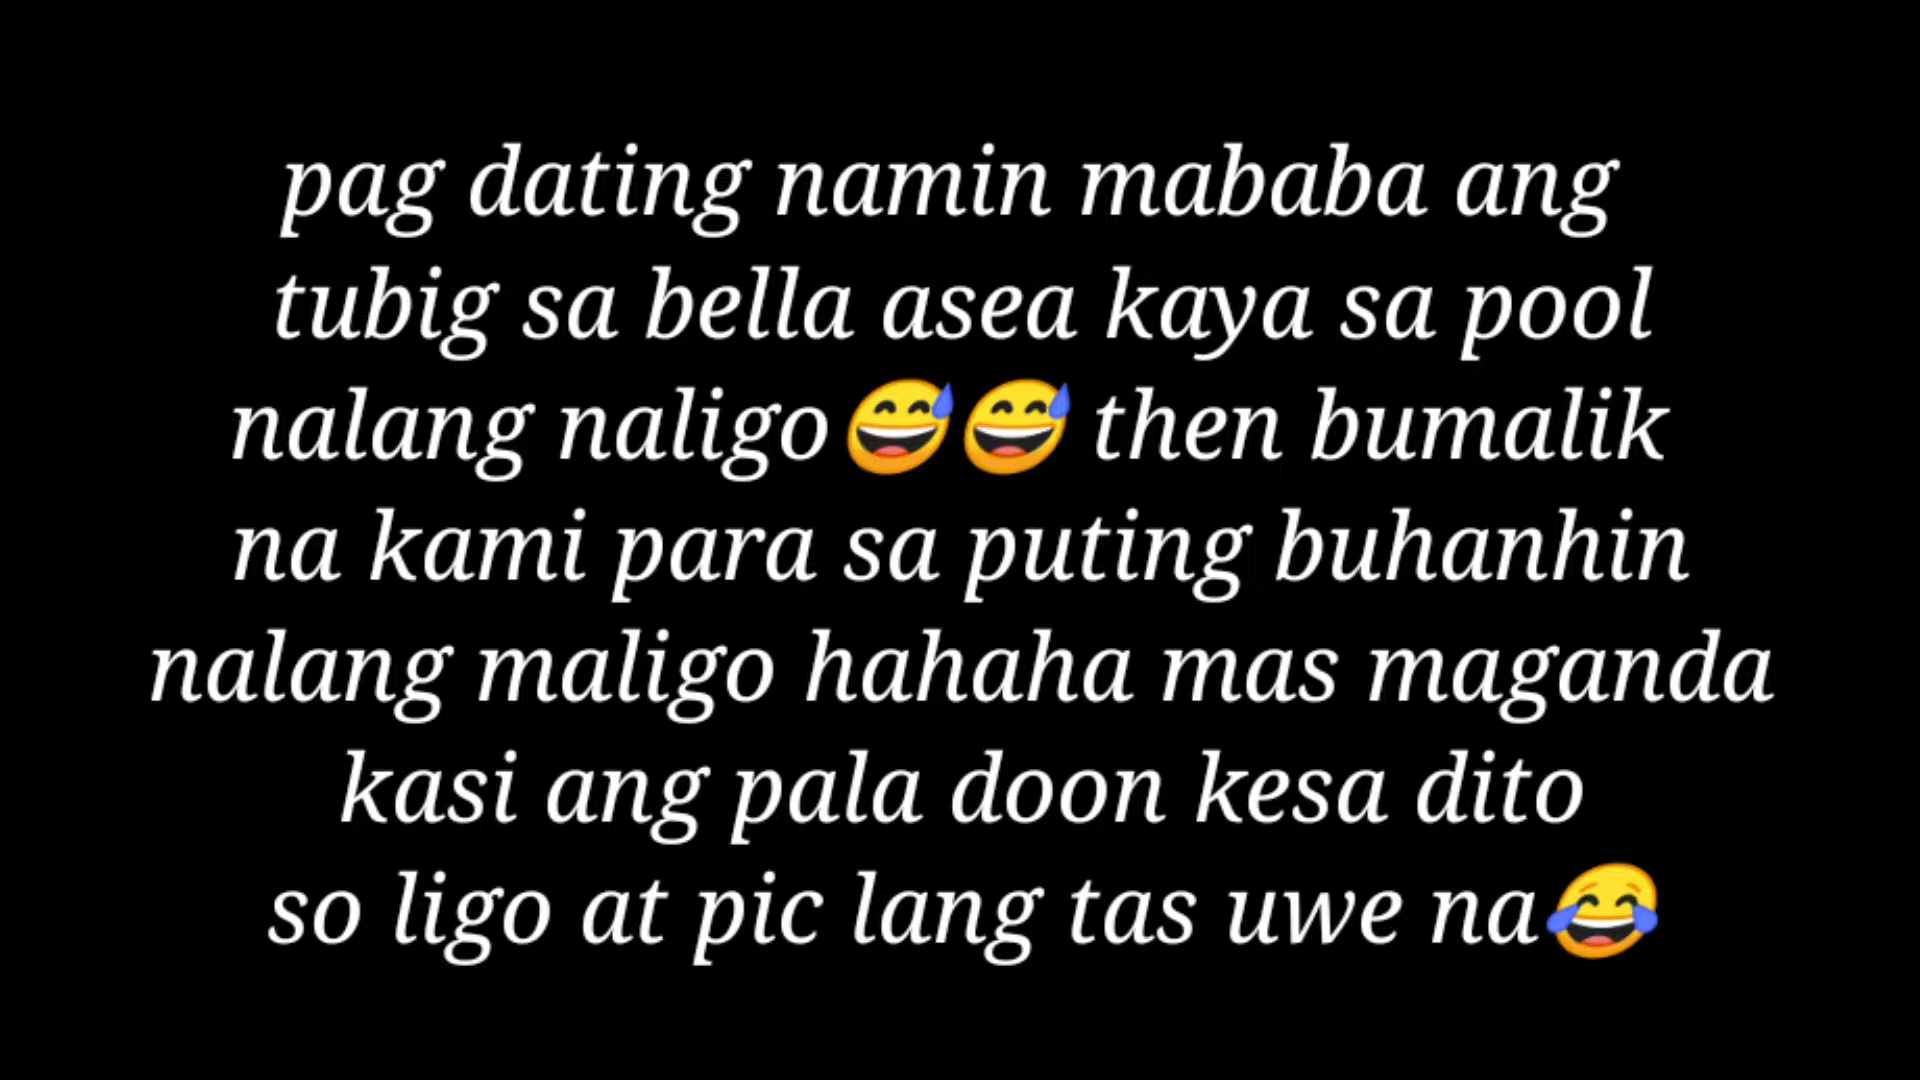 pag dating namin mababa ang
tubig sa bella asea kaya sa pool
nalang naligo😅😅 then bumalik
na kami para sa puting buhanhin
nalang maligo hahaha mas maganda
kasi ang pala doon kesa dito
so ligo at pic lang tas uwe na😂